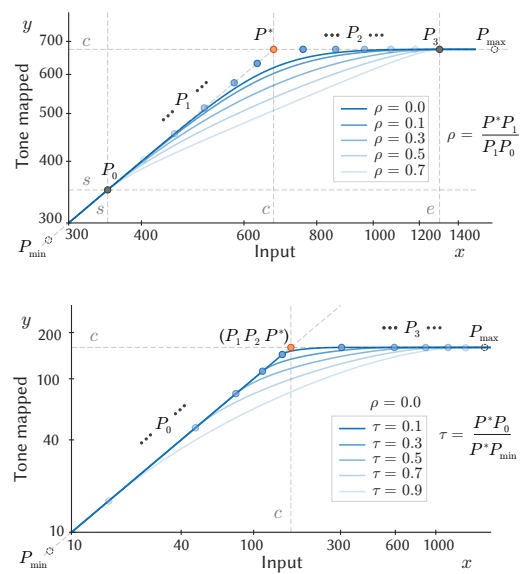 y
P* ••• P₂ ••• P₃ Pmax
700 c
600
P₁
500
Tone mapped
ρ = 0.0
ρ = 0.1
ρ = 0.3
ρ = 0.5
ρ = 0.7
ρ = P*P₁ / P₁P₀
400
P₀
s
s c e
300
Pmin
300 400 600 800 1000 1200 1400
Input x
y
(P₁ P₂ P*) ••• P₃ ••• Pmax
200 c
100
P₀
40
Tone mapped
ρ = 0.0
τ = 0.1
τ = 0.3
τ = 0.5
τ = 0.7
τ = 0.9
τ = P*P₀ / P*Pmin
c
10
Pmin
10 40 100 300 600 1000
Input x